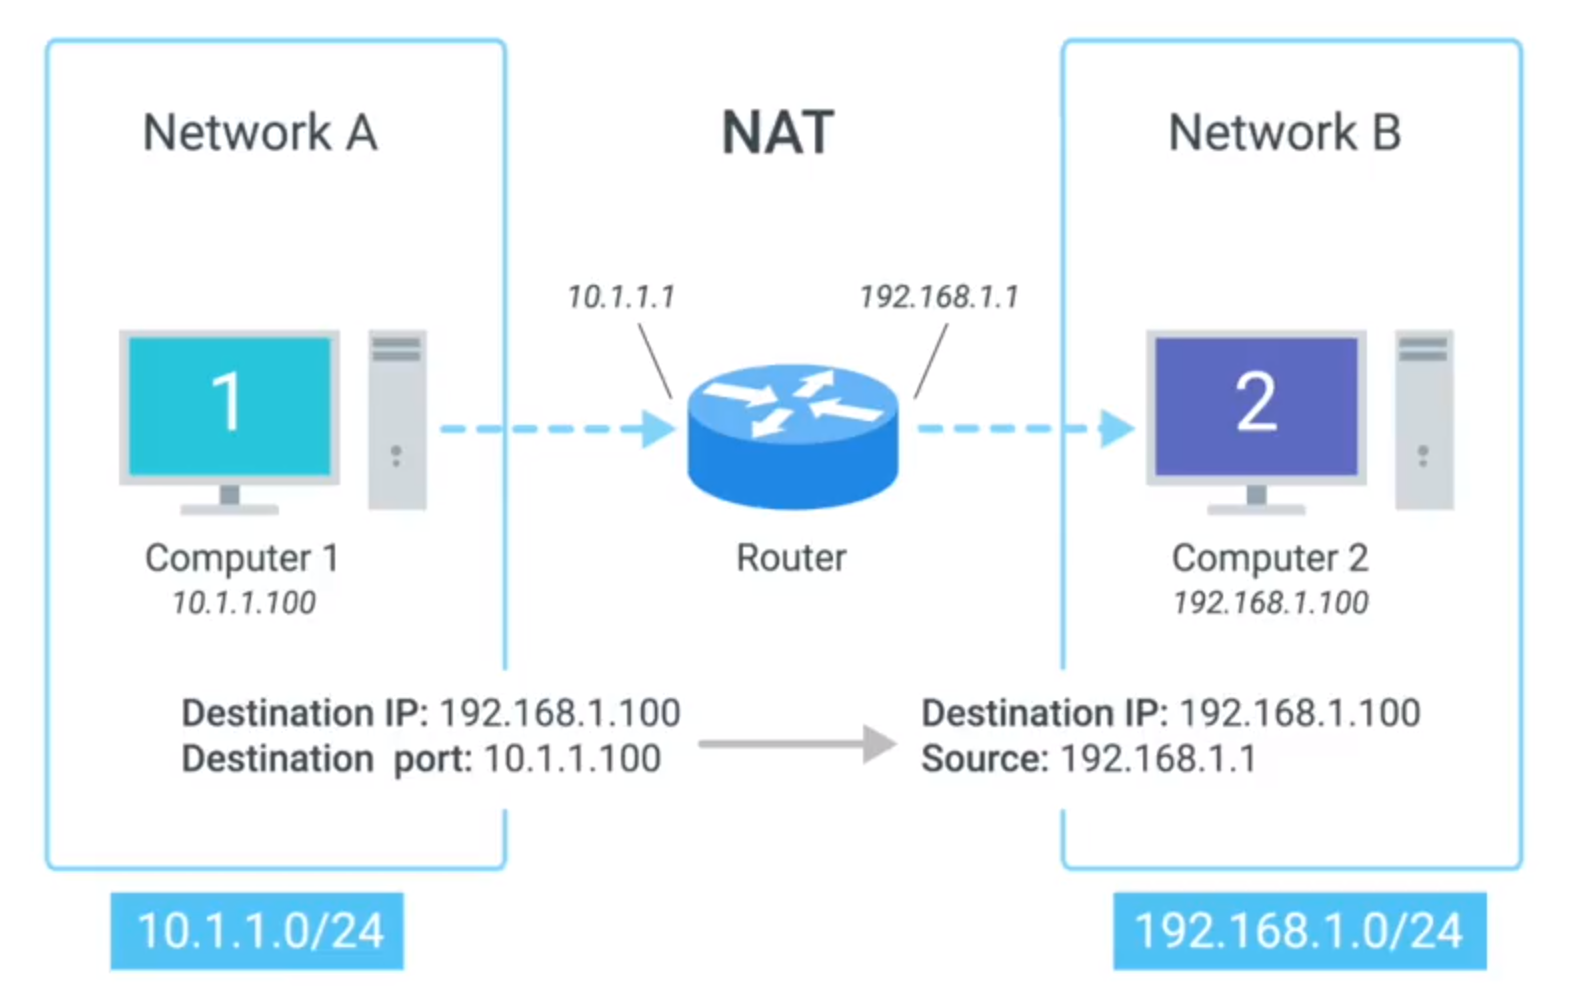 Network A
NAT
Network B
10.1.1.1
192.168.1.1
1
2
Computer 1
10.1.1.100
Router
Computer 2
192.168.1.100
Destination IP: 192.168.1.100
Destination port: 10.1.1.100
Destination IP: 192.168.1.100
Source: 192.168.1.1
10.1.1.0/24
192.168.1.0/24